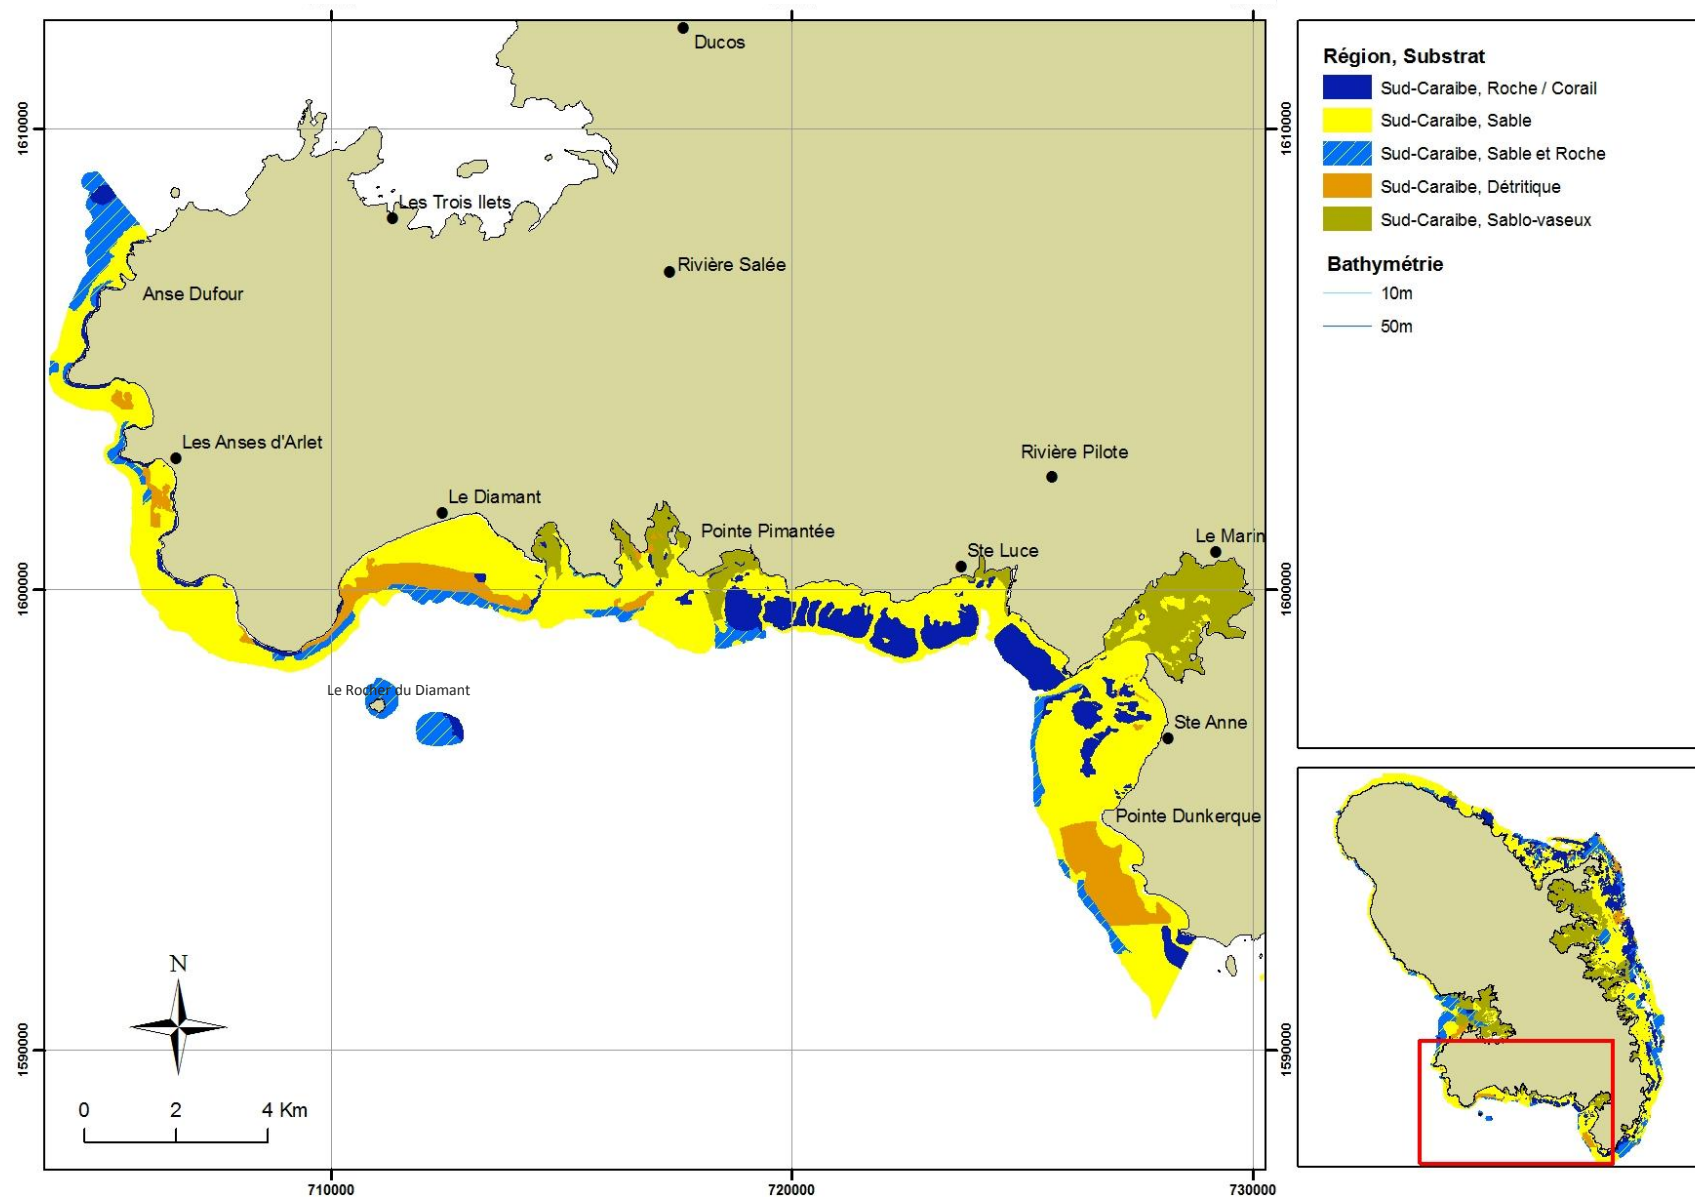 Ducos
1610000
1610000
Les Trois Ilets
Rivière Salée
Anse Dufour
Les Anses d'Arlet
Rivière Pilote
Le Diamant
Pointe Pimantée
Ste Luce
Le Marin
1600000
1600000
Le Rocher du Diamant
Ste Anne
Pointe Dunkerque
N
1590000
1590000
0 2 4 Km
710000 720000 730000
Région, Substrat
Sud-Caraibe, Roche / Corail
Sud-Caraibe, Sable
Sud-Caraibe, Sable et Roche
Sud-Caraibe, Détritique
Sud-Caraibe, Sablo-vaseux
Bathymétrie
10m
50m